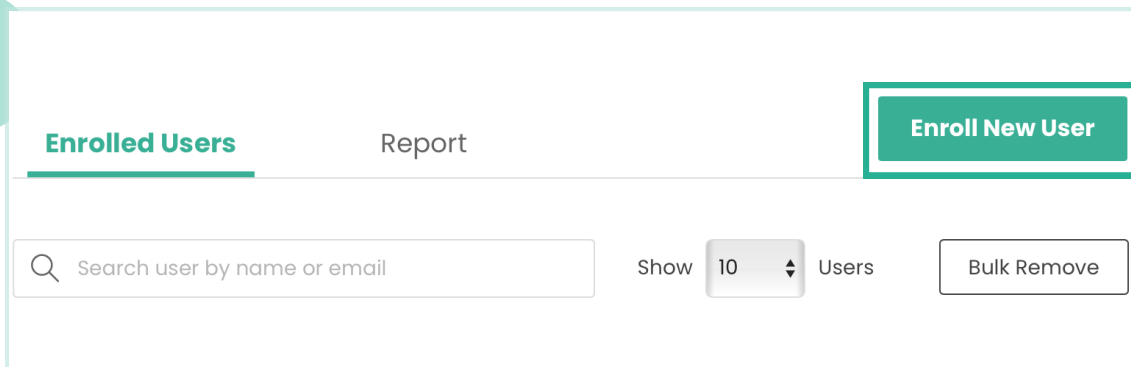 Enroll New User
Enrolled Users Report
Search user by name or email Show 10 Users Bulk Remove